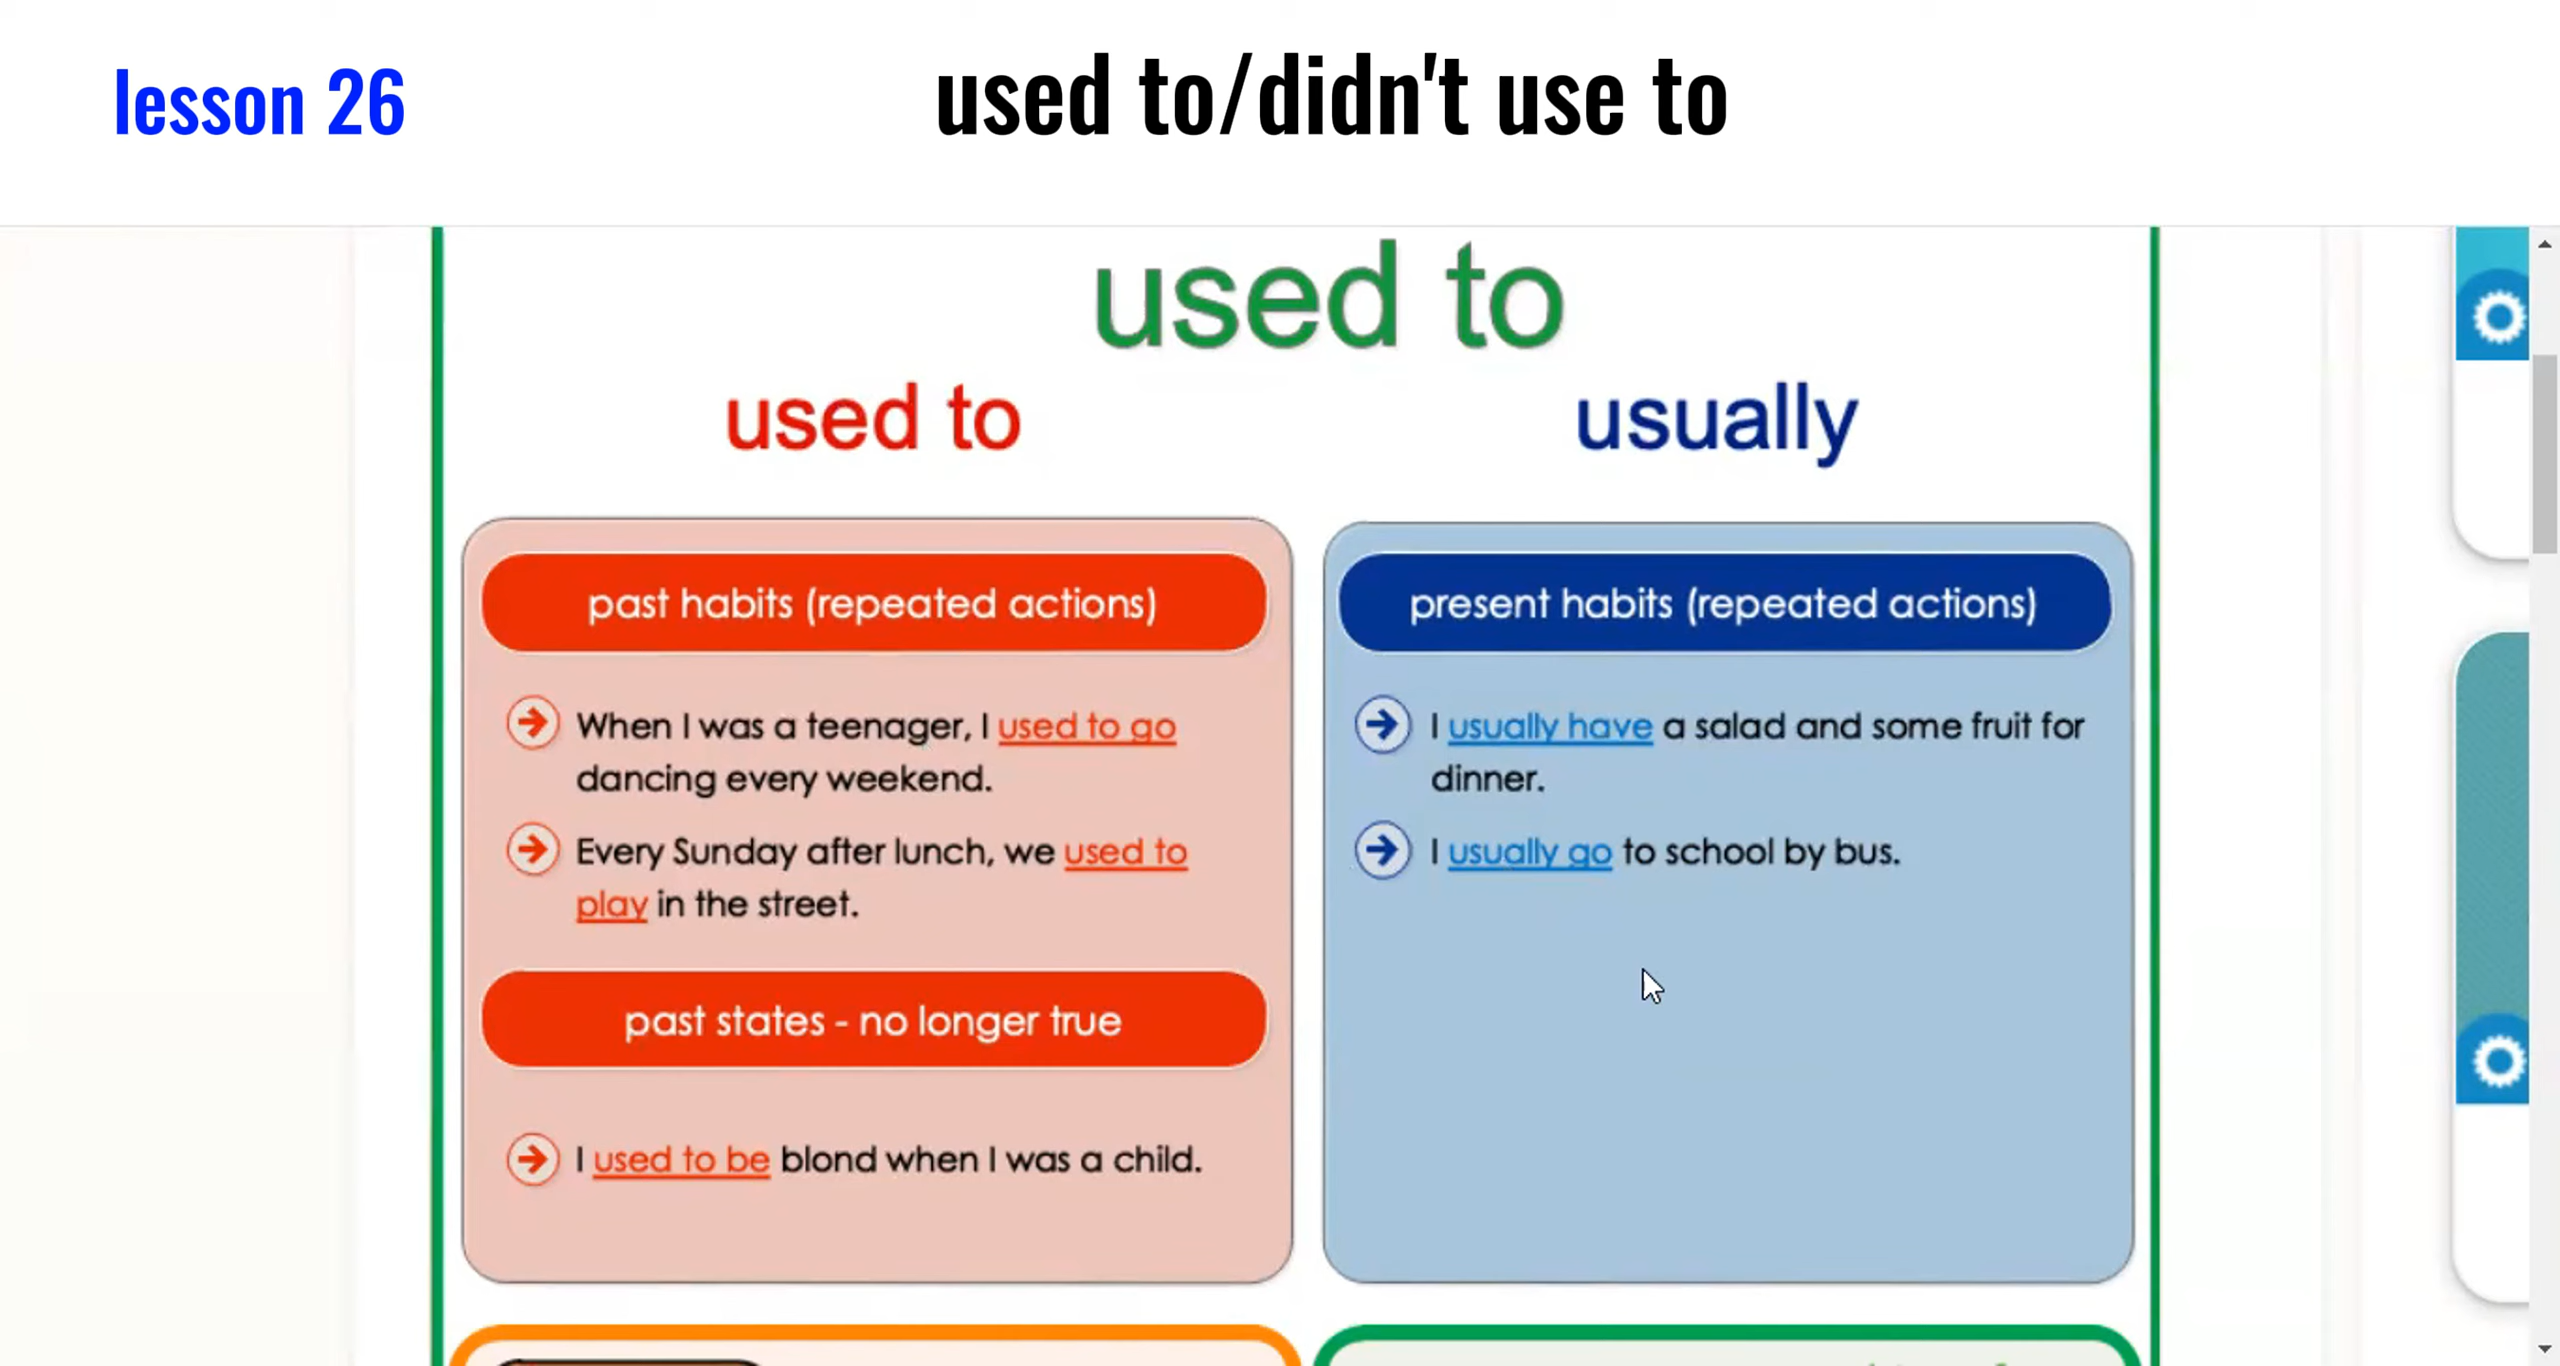 lesson 26
used to/didn't use to
used to
used to
usually
past habits (repeated actions)
When I was a teenager, I used to go
dancing every weekend.
Every Sunday after lunch, we used to
play in the street.
past states - no longer true
I used to be blond when I was a child.
present habits (repeated actions)
I usually have a salad and some fruit for
dinner.
I usually go to school by bus.